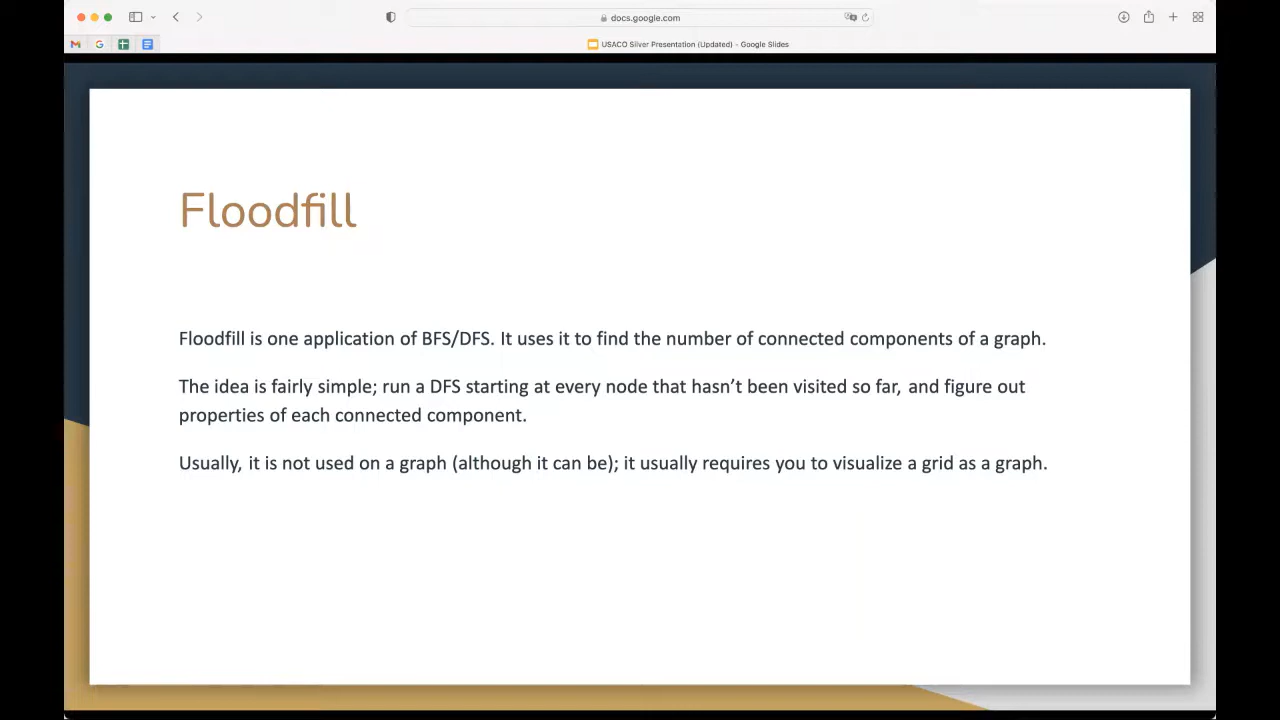 docs.google.com
USACO Silver Presentation (Updated) - Google Slides
Floodfill
Floodfill is one application of BFS/DFS. It uses it to find the number of connected components of a graph.
The idea is fairly simple; run a DFS starting at every node that hasn’t been visited so far, and figure out
properties of each connected component.
Usually, it is not used on a graph (although it can be); it usually requires you to visualize a grid as a graph.